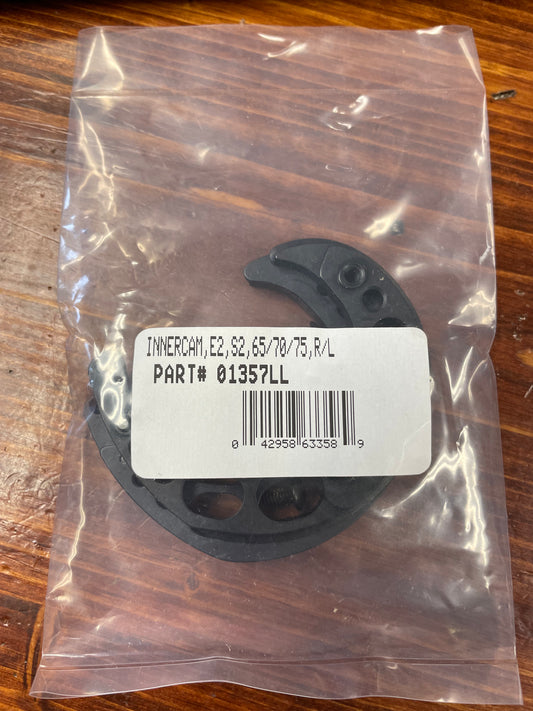 INNERCAM,E2,S2,65/70/75,R/L
PART# 01357LL
0 42958 63358 9